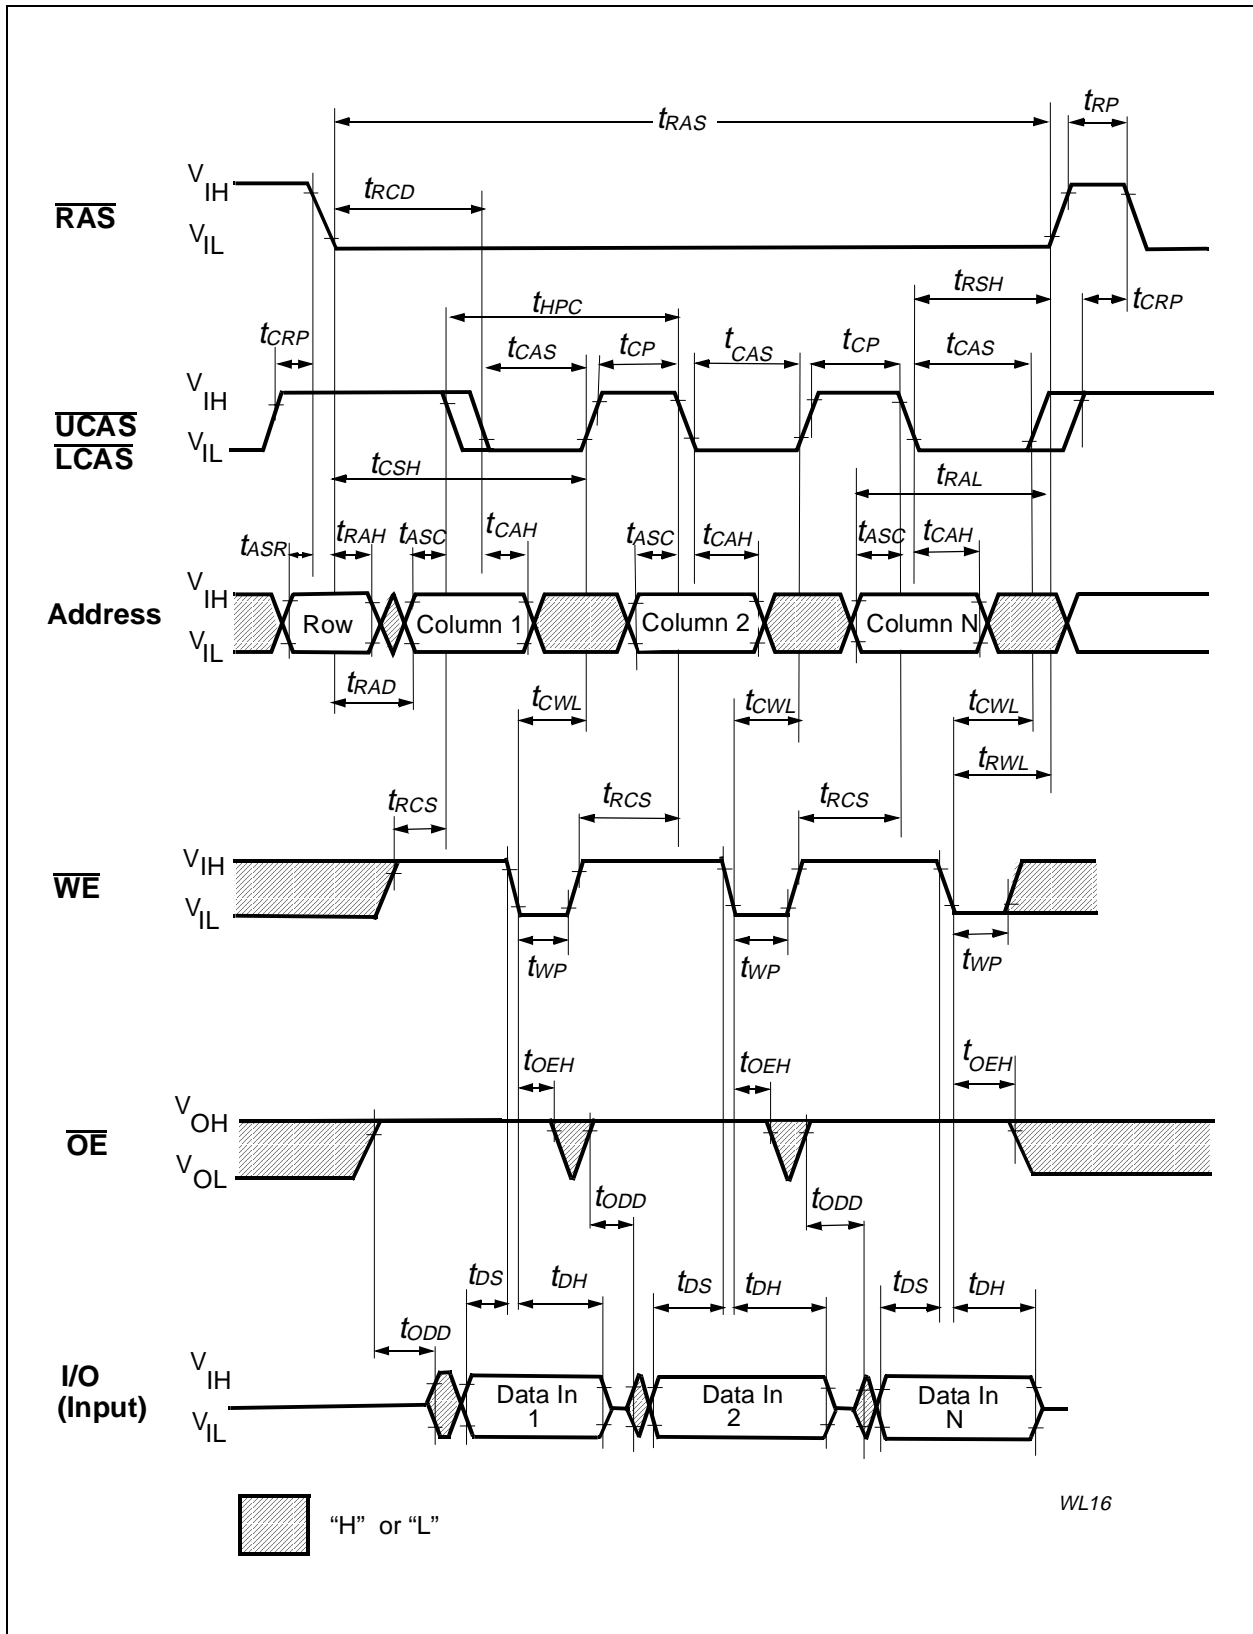 tRAS
tRP
VIH
RAS
VIL
tRCD
tRSH
tCRP
tHPC
tCRP
tCAS
tCP
tCAS
tCP
tCAS
VIH
UCAS
LCAS
VIL
tCSH
tRAL
tASR
tRAH
tASC
tCAH
tASC
tCAH
tASC
tCAH
VIH
Address
VIL
Row
Column 1
Column 2
Column N
tRAD
tCWL
tCWL
tCWL
tRWL
tRCS
tRCS
tRCS
VIH
WE
VIL
tWP
tWP
tWP
tOEH
tOEH
tOEH
VOH
OE
VOL
tODD
tODD
tDS
tDH
tDS
tDH
tDS
tDH
tODD
I/O
(Input)
VIH
VIL
Data In
1
Data In
2
Data In
N
WL16
“H” or “L”